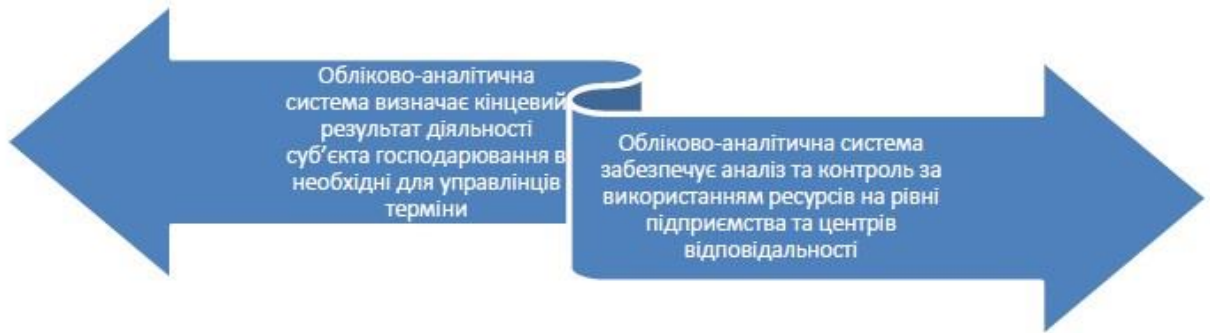 Обліково-аналітична
система визначає кінцевий
результат діяльності
суб’єкта господарювання в
необхідні для управлінців
терміни
Обліково-аналітична система
забезпечує аналіз та контроль за
використанням ресурсів на рівні
підприємства та центрів
відповідальності